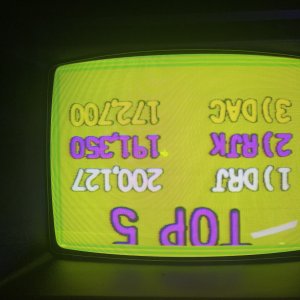 TOP 5
1) DRJ 200,127
2) RJK 191,350
3) DAC 172,700